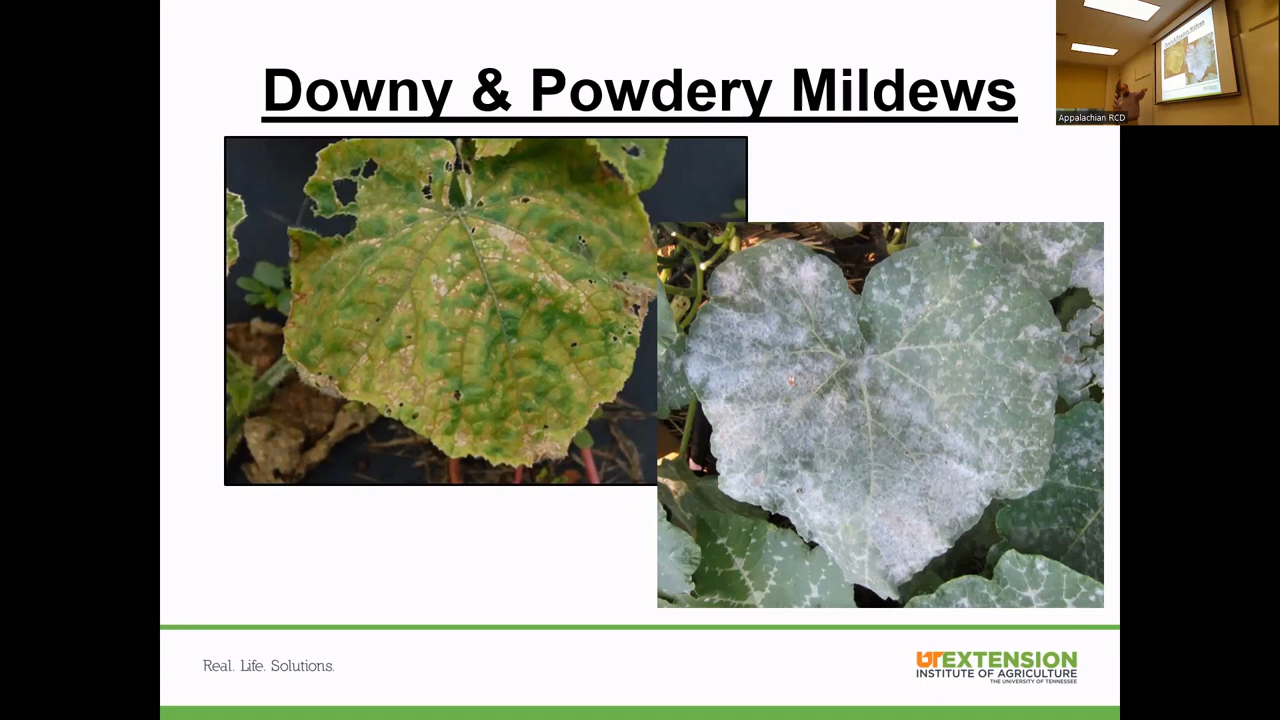 Downy & Powdery Mildews
Appalachian RCD
Real. Life. Solutions.
UTEXTENSION
INSTITUTE OF AGRICULTURE
THE UNIVERSITY OF TENNESSEE